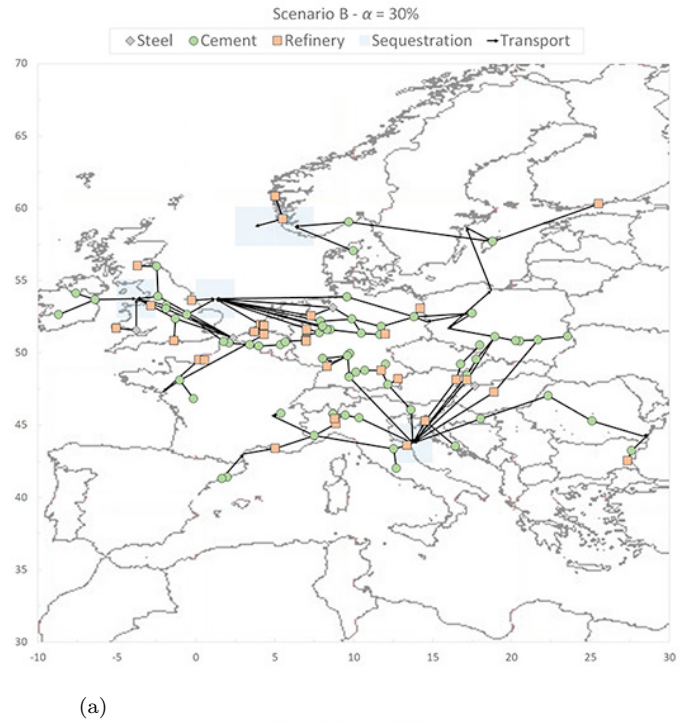 Scenario B - α = 30%
Steel Cement Refinery Sequestration Transport
70
65
60
55
50
45
40
35
30
-10 -5 0 5 10 15 20 25 30
(a)